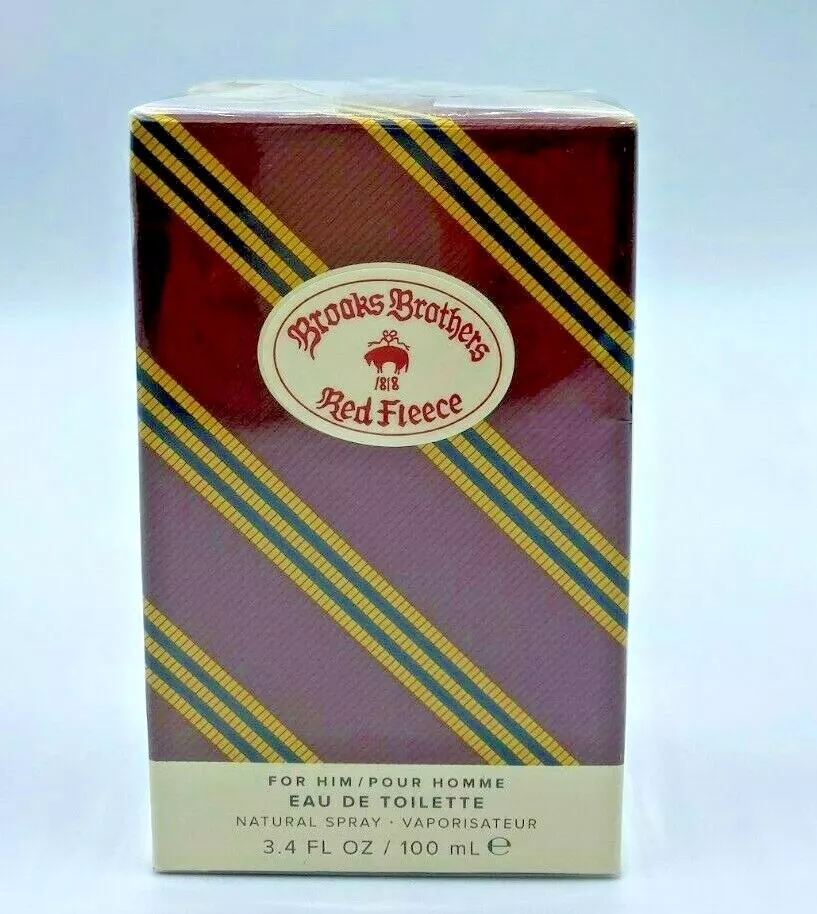 Brooks Brothers
1818
Red Fleece
FOR HIM/POUR HOMME
EAU DE TOILETTE
NATURAL SPRAY · VAPORISATEUR
3.4 FL OZ / 100 mL ℮